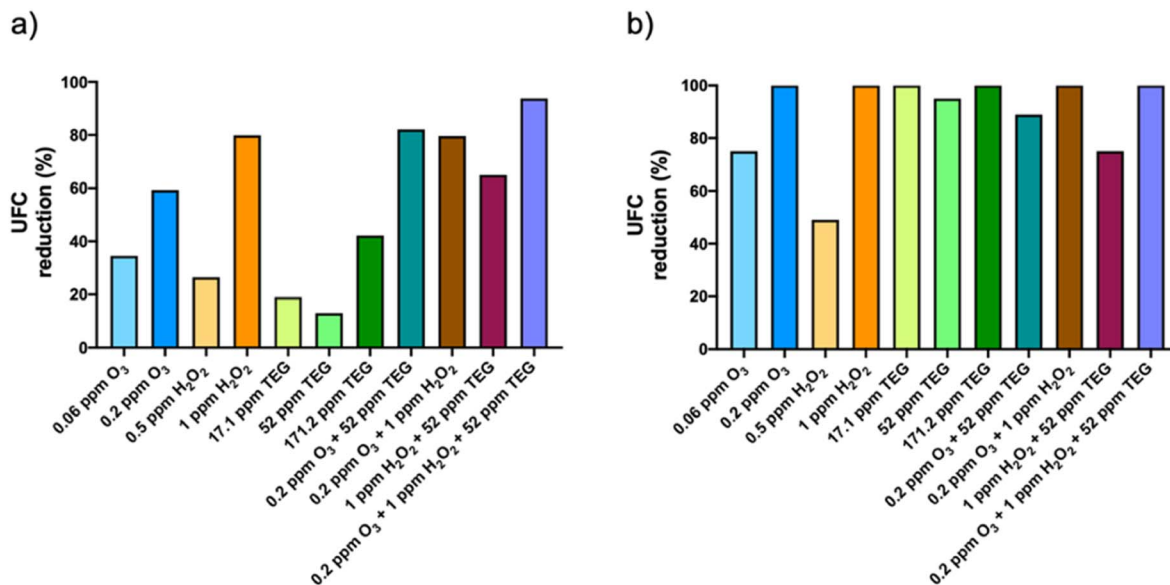 a)
UFC
reduction (%)
100
80
60
40
20
0
0.06 ppm O₃
0.2 ppm O₃
0.5 ppm H₂O₂
1 ppm H₂O₂
17.1 ppm TEG
52 ppm TEG
171.2 ppm TEG
0.2 ppm O₃ + 52 ppm TEG
0.2 ppm O₃ + 1 ppm H₂O₂
1 ppm H₂O₂ + 52 ppm TEG
0.2 ppm O₃ + 1 ppm H₂O₂ + 52 ppm TEG
b)
UFC
reduction (%)
100
80
60
40
20
0
0.06 ppm O₃
0.2 ppm O₃
0.5 ppm H₂O₂
1 ppm H₂O₂
17.1 ppm TEG
52 ppm TEG
171.2 ppm TEG
0.2 ppm O₃ + 52 ppm TEG
0.2 ppm O₃ + 1 ppm H₂O₂
1 ppm H₂O₂ + 52 ppm TEG
0.2 ppm O₃ + 1 ppm H₂O₂ + 52 ppm TEG